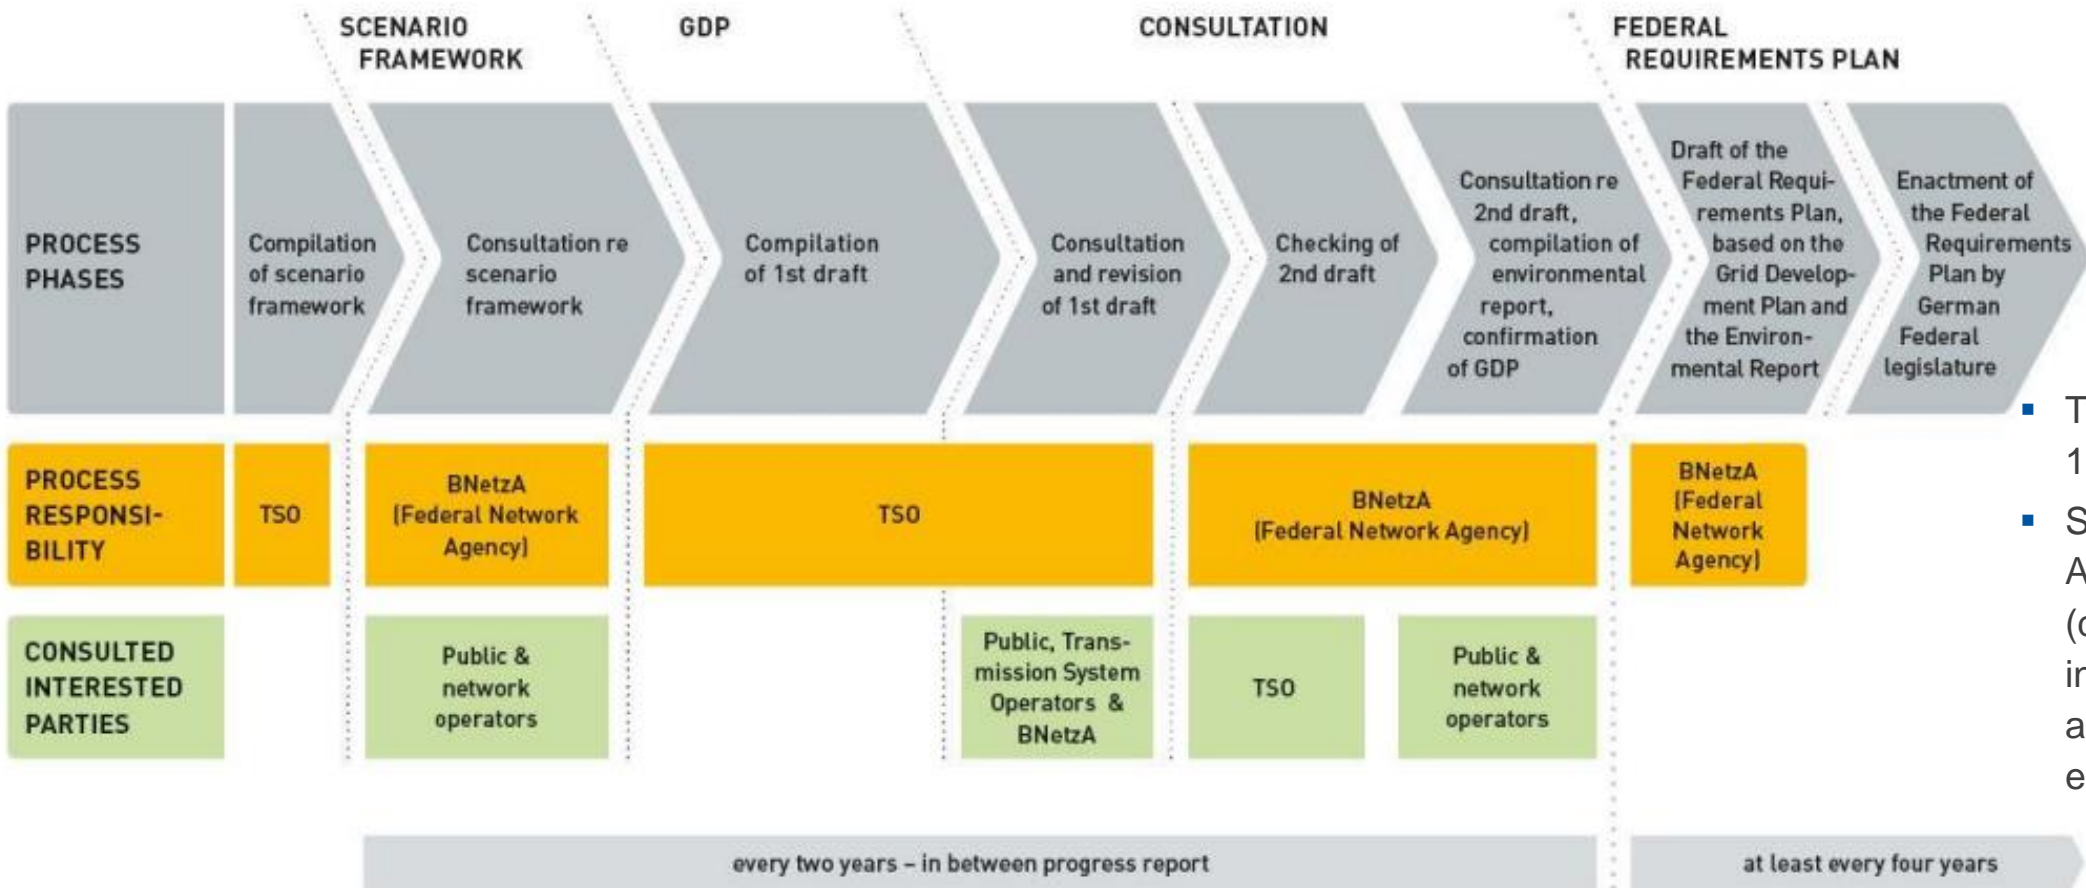 SCENARIO
FRAMEWORK
GDP
CONSULTATION
FEDERAL
REQUIREMENTS PLAN
PROCESS
PHASES
Compilation
of scenario
framework
Consultation re
scenario
framework
Compilation
of 1st draft
Consultation
and revision
of 1st draft
Checking of
2nd draft
Consultation re
2nd draft,
compilation of
environmental
report,
confirmation
of GDP
Draft of the
Federal Requi-
rements Plan,
based on the
Grid Develop-
ment Plan and
the Environ-
mental Report
Enactment of
the Federal
Requirements
Plan by
German
Federal
legislature
PROCESS
RESPONSI-
BILITY
TSO
BNetzA
(Federal Network
Agency)
TSO
BNetzA
(Federal Network Agency)
BNetzA
(Federal
Network
Agency)
CONSULTED
INTERESTED
PARTIES
Public &
network
operators
Public, Trans-
mission System
Operators &
BNetzA
TSO
Public &
network
operators
every two years – in between progress report
at least every four years